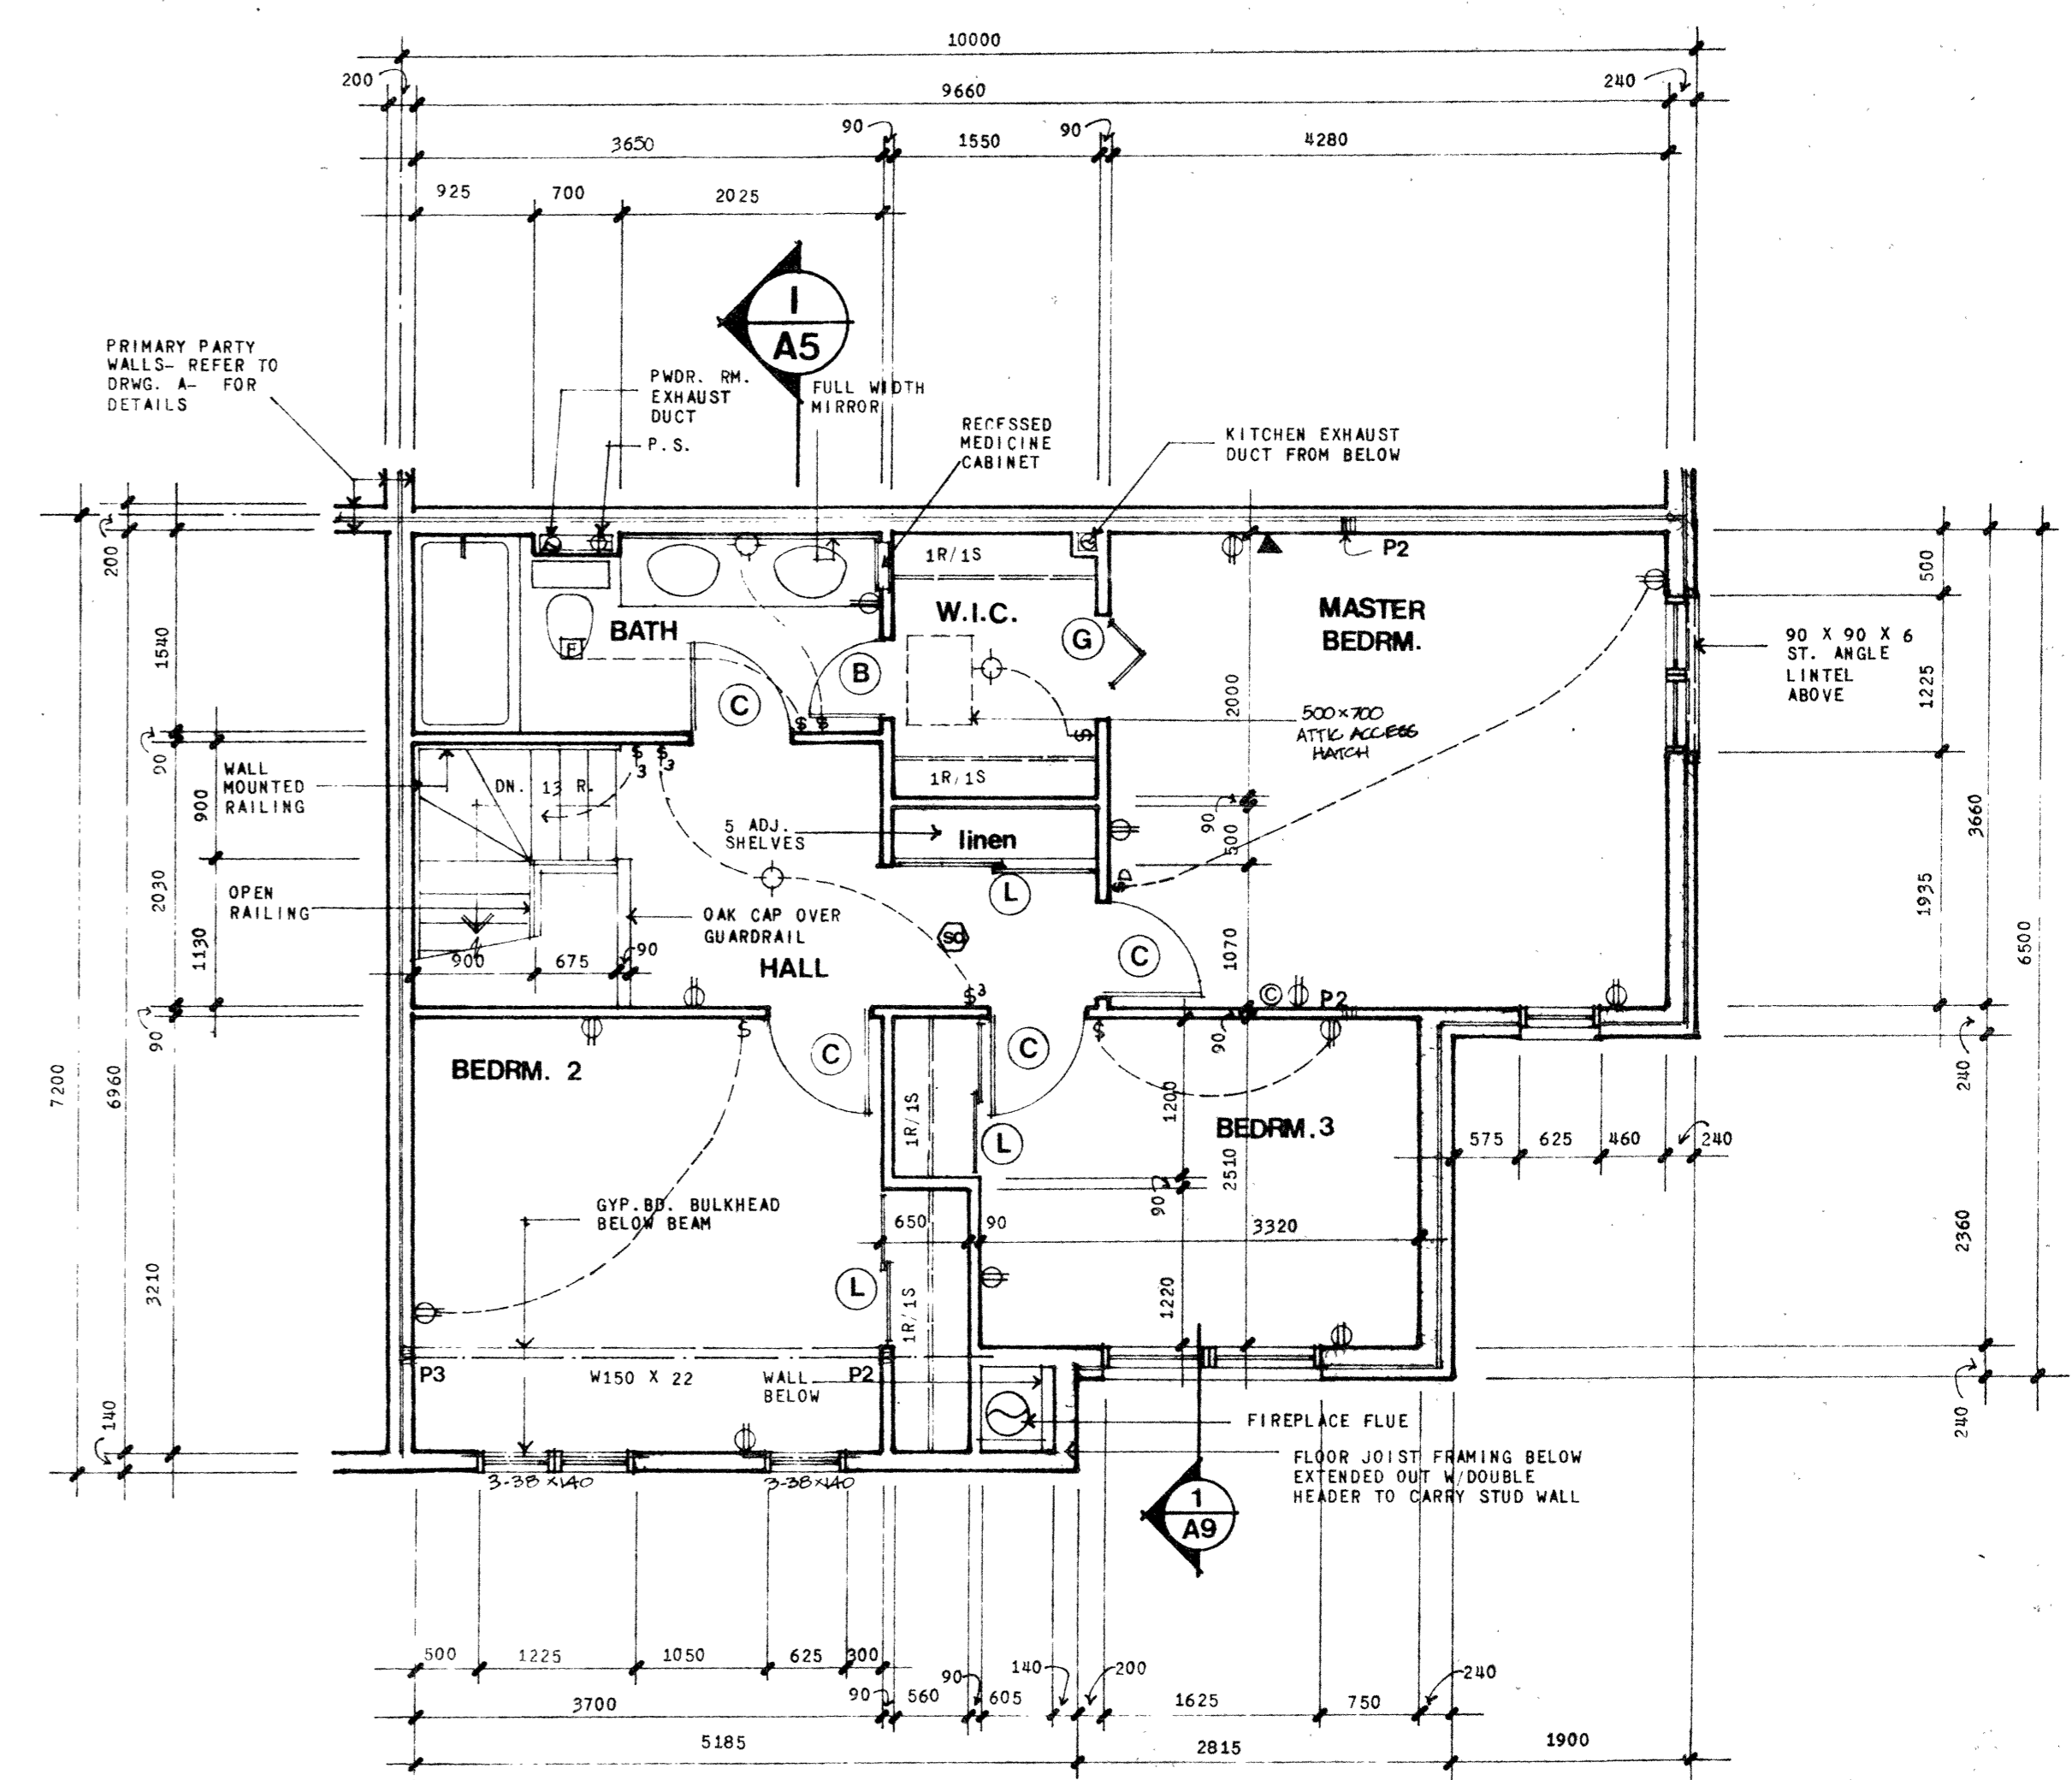 10000
200
9660
240
3650
90
1550
90
4280
925
700
2025
1
A5
PRIMARY PARTY
WALLS- REFER TO
DRWG. A- FOR
DETAILS
PWDR. RM.
EXHAUST
DUCT
P.S.
FULL WIDTH
MIRROR
RECESSED
MEDICINE
CABINET
KITCHEN EXHAUST
DUCT FROM BELOW
200
1540
90
900
2030
1130
90
7200
6960
3210
140
1R/1S
P2
W.I.C.
MASTER
BEDRM.
BATH
F
G
B
C
$
$
$
500x700
ATTIC ACCESS
HATCH
2000
500
1225
90 X 90 X 6
ST. ANGLE
LINTEL
ABOVE
WALL
MOUNTED
RAILING
DN. 13 R.
$3
$3
1R/1S
5 ADJ.
SHELVES
linen
90
500
$D
L
3660
1935
6500
OPEN
RAILING
OAK CAP OVER
GUARDRAIL
900
675
90
HALL
SD
$3
C
1070
C
P2
BEDRM. 2
$
C
C
$
90
1200
1R/1S
L
BEDRM.3
2510
240
575
625
460
240
GYP.BD. BULKHEAD
BELOW BEAM
90
650
90
3320
2360
L
1R/1S
1220
P3
W150 X 22
WALL
BELOW
P2
FIREPLACE FLUE
240
FLOOR JOIST FRAMING BELOW
EXTENDED OUT W/DOUBLE
HEADER TO CARRY STUD WALL
3-38 x140
3-38x140
1
A9
500
1225
1050
625
300
90
140
200
240
3700
90
560
605
1625
750
5185
2815
1900